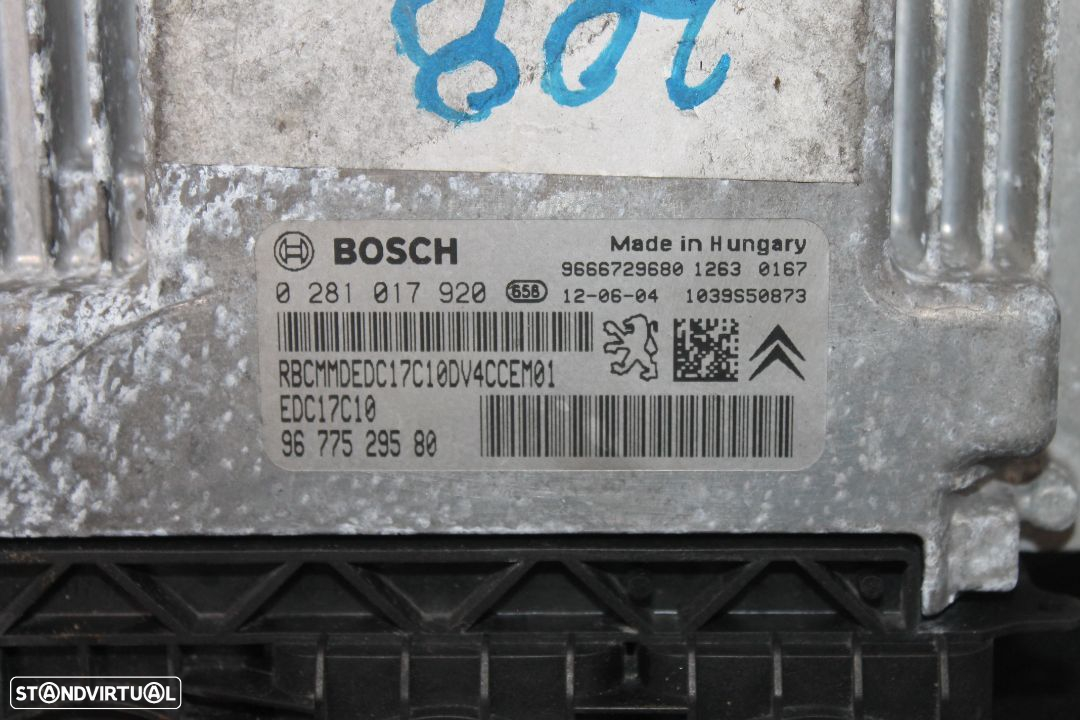 208
BOSCH
Made in Hungary
9666729680 1263 0167
0 281 017 920 658 12-06-04 1039S50873
RBCMMDEDC17C10DV4CCEM01
EDC17C10
96 775 295 80
STANDVIRTUAL